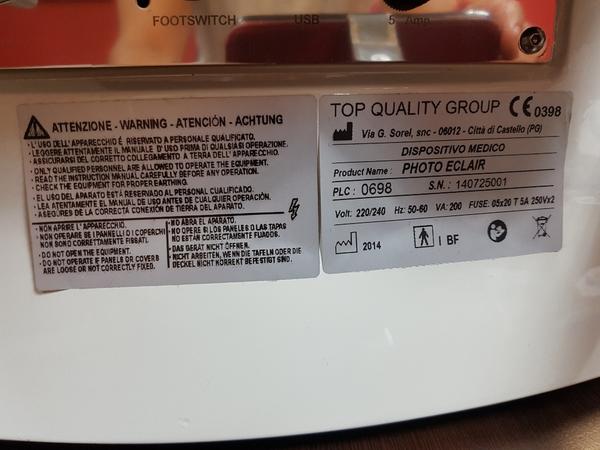 FOOTSWITCH USB 5 Amp
ATTENZIONE - WARNING - ATENCIÓN - ACHTUNG
• L'USO DELL' APPARECCHIO È RISERVATO A PERSONALE QUALIFICATO.
• LEGGERE ATTENTAMENTE IL MANUALE D'USO PRIMA DI QUALSIASI OPERAZIONE.
• ASSICURARSI DEL CORRETTO COLLEGAMENTO A TERRA DELL'APPARECCHIO.
• ONLY QUALIFIED PERSONNEL ARE ALLOWED TO OPERATE THE EQUIPMENT.
• READ THE INSTRUCTION MANUAL CAREFULLY BEFORE ANY OPERATION.
• CHECK THE EQUIPMENT FOR PROPER EARTHING.
• EL USO DEL APARATO ESTÁ RESERVADO AL PERSONAL CUALIFICADO.
• LEA ATENTAMENTE EL MANUAL DE USO ANTES DE CUALQUIER OPERACIÓN.
• ASEGURES DE LA CORRECTA CONEXIÓN DE TIERRA DEL APARATO.
• NON APRIRE L' APPARECCHIO.
• NON OPERARE SE I PANNELLI O I COPERCHI
NON SONO CORRETTAMENTE FISSATI.
• DO NOT OPEN THE EQUIPMENT.
• DO NOT OPERATE IF PANELS OR COVERS
ARE LOOSE OR NOT CORRECTLY FIXED.
• NO ABRA EL APARATO.
• NO OPERE SI LOS PANELES O LAS TAPAS
NO ESTÁN CORRECTAMENTE FIJADOS.
• DAS GERÄT NICHT ÖFFNEN.
• NICHT ARBEITEN, WENN DIE TAFELN ODER DIE
DECKEL NICHT KORREKT BEFESTIGT SIND.
TOP QUALITY GROUP CE 0398
Via G. Sorel, snc - 06012 - Città di Castello (PG)
DISPOSITIVO MEDICO
Product Name: PHOTO ECLAIR
PLC: 0698 S.N.: 140725001
Volt: 220/240 Hz: 50-60 VA: 200 FUSE: 05x20 T 5A 250Vx2
2014 I BF